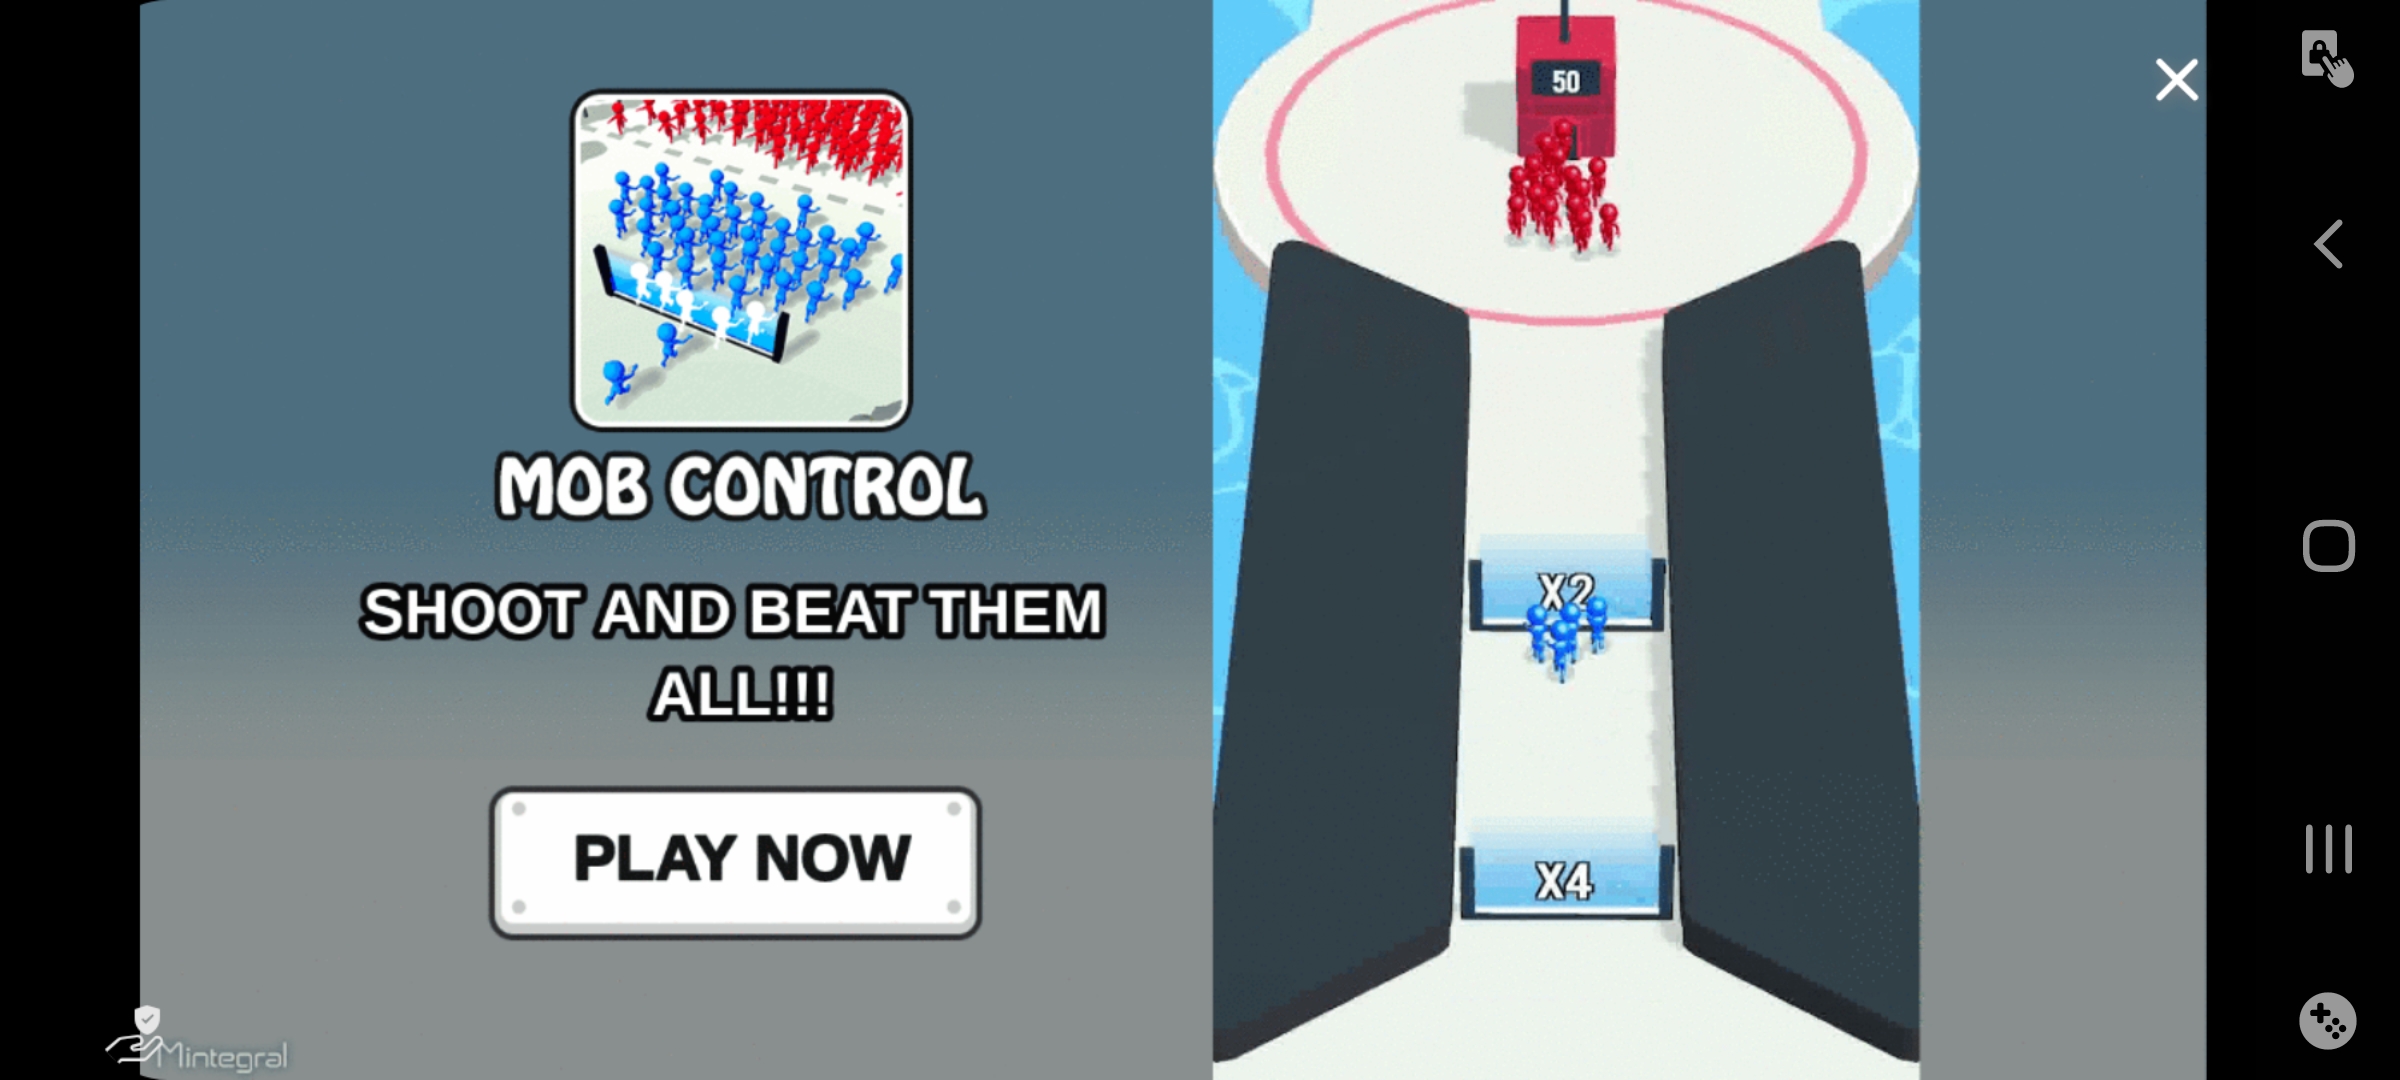 MOB CONTROL
SHOOT AND BEAT THEM
ALL!!!
PLAY NOW
Mintegral
50
X2
X4